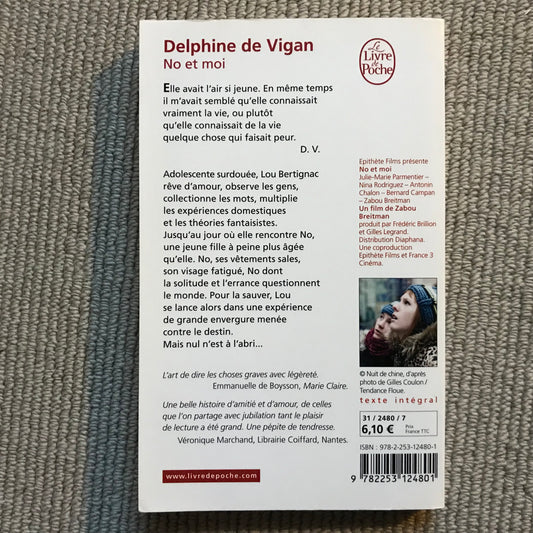 Delphine de Vigan
No et moi
Le
Livre
de
Poche
Elle avait l'air si jeune. En même temps
il m'avait semblé qu'elle connaissait
vraiment la vie, ou plutôt
qu'elle connaissait de la vie
quelque chose qui faisait peur.
D. V.
Adolescente surdouée, Lou Bertignac
rêve d'amour, observe les gens,
collectionne les mots, multiplie
les expériences domestiques
et les théories fantaisistes.
Jusqu'au jour où elle rencontre No,
une jeune fille à peine plus âgée
qu'elle. No, ses vêtements sales,
son visage fatigué, No dont
la solitude et l'errance questionnent
le monde. Pour la sauver, Lou
se lance alors dans une expérience
de grande envergure menée
contre le destin.
Mais nul n'est à l'abri...
L'art de dire les choses graves avec légèreté.
Emmanuelle de Boysson, Marie Claire.
Une belle histoire d'amitié et d'amour, de celles
que l'on partage avec jubilation tant le plaisir
de lecture a été grand. Une pépite de tendresse.
Véronique Marchand, Librairie Coiffard, Nantes.
www.livredepoche.com
Epithète Films présente
No et moi
Julie-Marie Parmentier –
Nina Rodriguez – Antonin
Chalon – Bernard Campan
– Zabou Breitman
Un film de Zabou
Breitman
produit par Frédéric Brillion
et Gilles Legrand.
Distribution Diaphana.
Une coproduction
Epithète Films et France 3
Cinéma.
© Nuit de chine, d'après
photo de Gilles Coulon /
Tendance Floue.
texte intégral
31 / 2480 / 7
6,10 € Prix
France TTC
ISBN : 978-2-253-12480-1
9 782253 124801